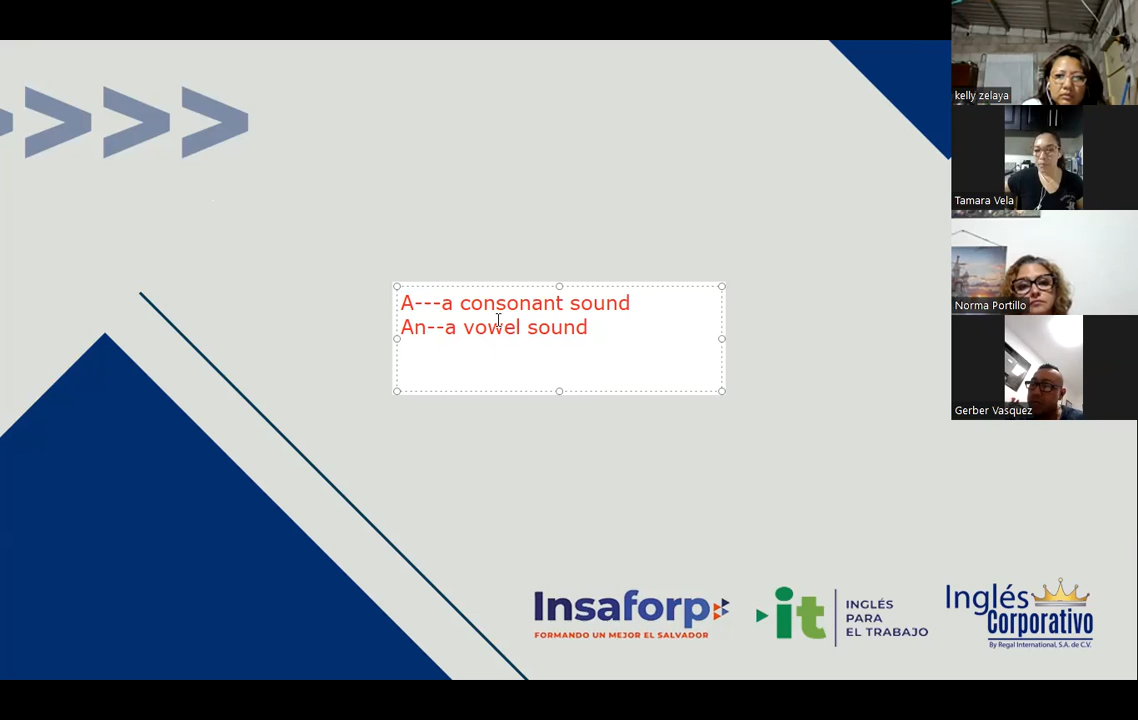 A---a consonant sound
An--a vowel sound
kelly zelaya
Tamara Vela
Norma Portillo
Gerber Vasquez
Insaforp
FORMANDO UN MEJOR EL SALVADOR
it
INGLÉS
PARA
EL TRABAJO
Inglés
Corporativo
By Regal International, S.A. de C.V.